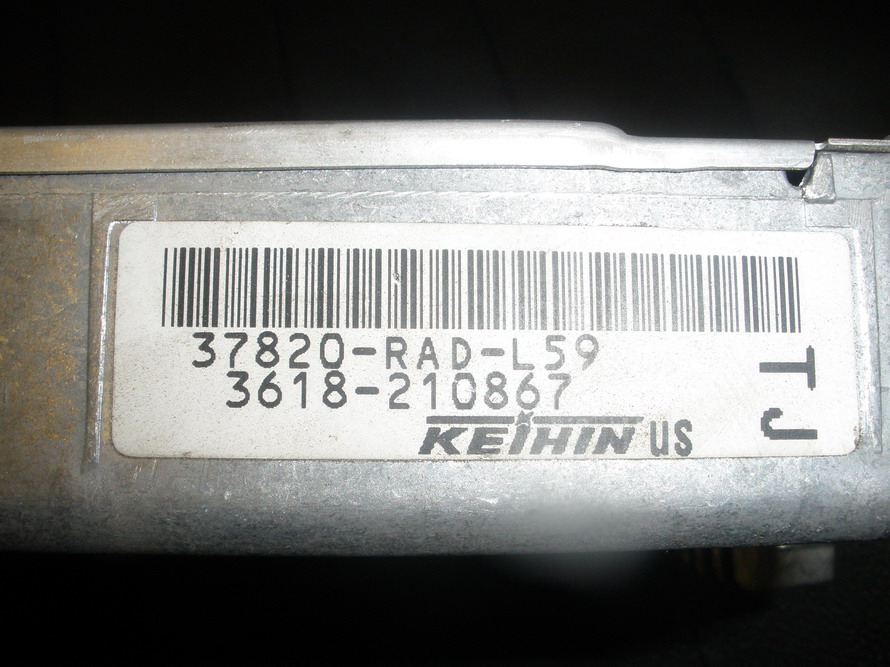 37820-RAD-L59
3618-210867
KEIHIN US
TJ